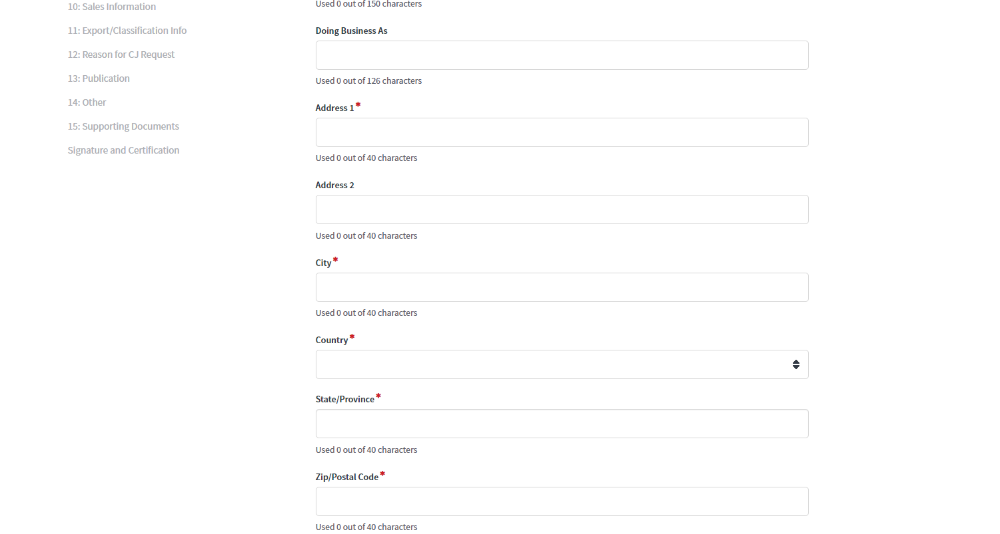 10: Sales Information
11: Export/Classification Info
12: Reason for CJ Request
13: Publication
14: Other
15: Supporting Documents
Signature and Certification
Used 0 out of 150 characters
Doing Business As
Used 0 out of 126 characters
Address 1*
Used 0 out of 40 characters
Address 2
Used 0 out of 40 characters
City*
Used 0 out of 40 characters
Country*
State/Province*
Used 0 out of 40 characters
Zip/Postal Code*
Used 0 out of 40 characters